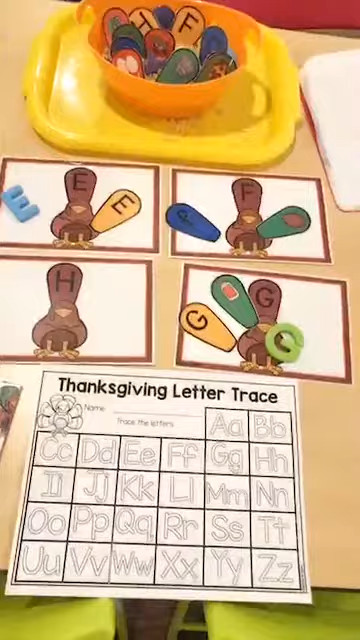 H F
E E E
F F
H
G G G
Thanksgiving Letter Trace
Name
Trace the letters
Aa Bb
Cc Dd Ee Ff Gg Hh
Ii Jj Kk Ll Mm Nn
Oo Pp Qq Rr Ss Tt
Uu Vv Ww Xx Yy Zz